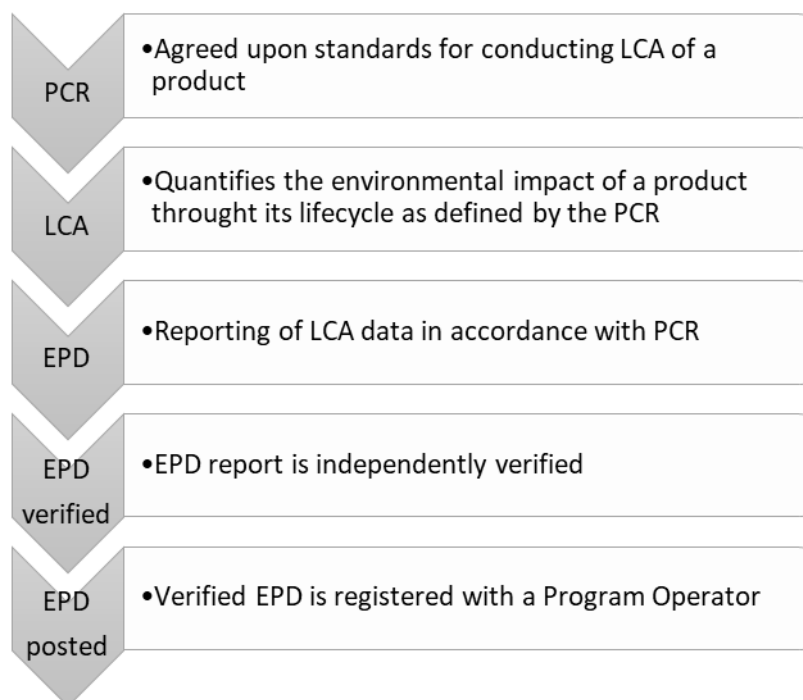 PCR
•Agreed upon standards for conducting LCA of a
product
LCA
•Quantifies the environmental impact of a product
throught its lifecycle as defined by the PCR
EPD
•Reporting of LCA data in accordance with PCR
EPD
verified
•EPD report is independently verified
EPD
posted
•Verified EPD is registered with a Program Operator